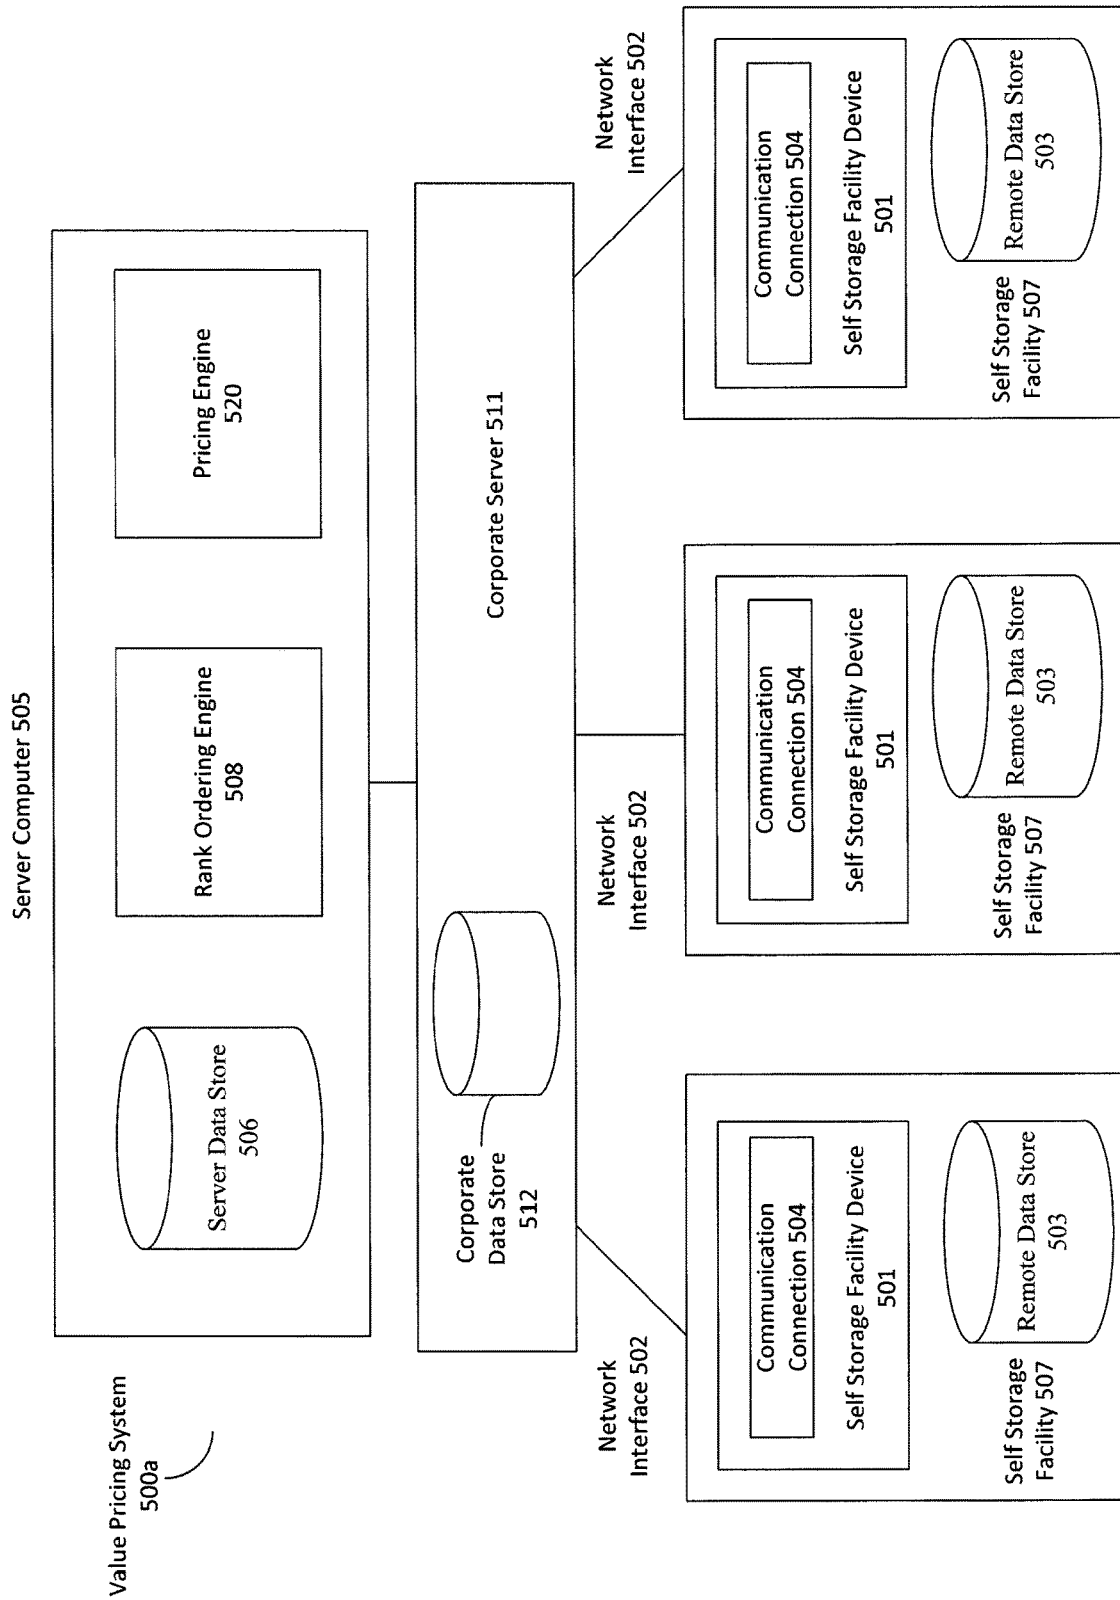 Value Pricing System
500a
Server Computer 505
Server Data Store
506
Rank Ordering Engine
508
Pricing Engine
520
Corporate
Data Store
512
Corporate Server 511
Network
Interface 502
Network
Interface 502
Network
Interface 502
Communication
Connection 504
Self Storage Facility Device
501
Self Storage
Facility 507
Remote Data Store
503
Communication
Connection 504
Self Storage Facility Device
501
Self Storage
Facility 507
Remote Data Store
503
Communication
Connection 504
Self Storage Facility Device
501
Self Storage
Facility 507
Remote Data Store
503